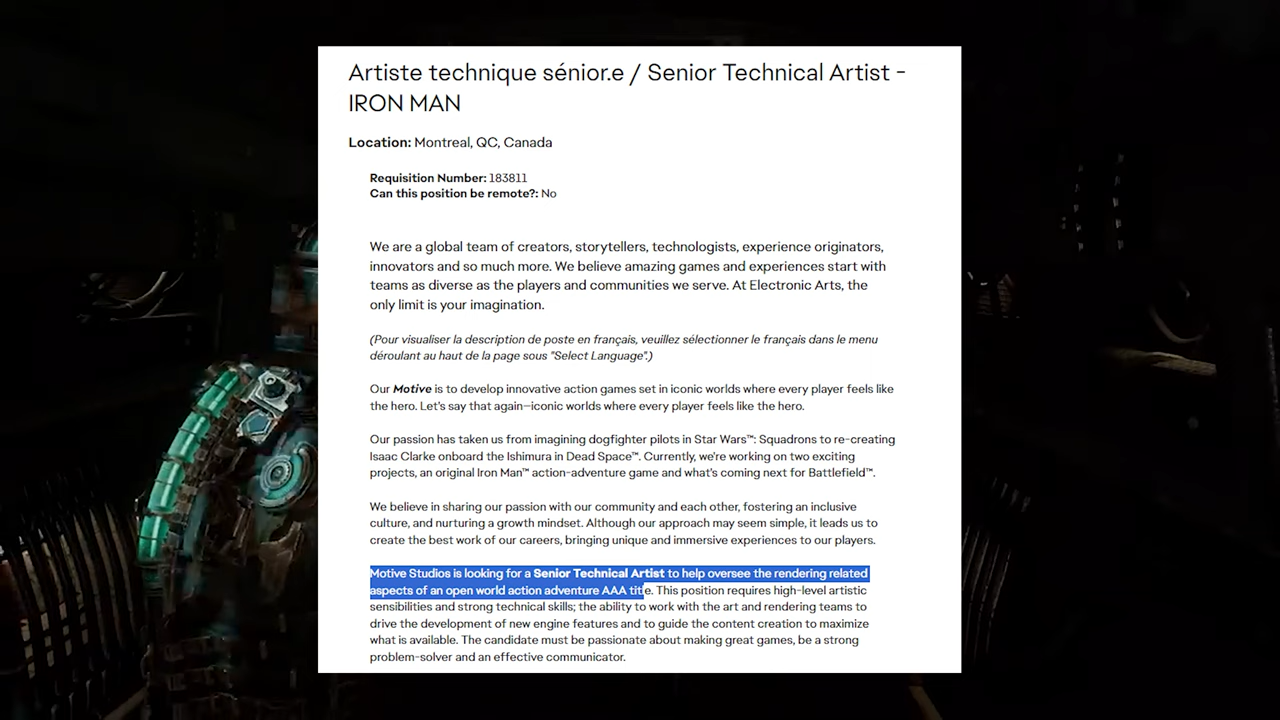 Artiste technique sénior.e / Senior Technical Artist -
IRON MAN
Location: Montreal, QC, Canada
Requisition Number: 183811
Can this position be remote?: No
We are a global team of creators, storytellers, technologists, experience originators,
innovators and so much more. We believe amazing games and experiences start with
teams as diverse as the players and communities we serve. At Electronic Arts, the
only limit is your imagination.
(Pour visualiser la description de poste en français, veuillez sélectionner le français dans le menu
déroulant au haut de la page sous "Select Language".)
Our Motive is to develop innovative action games set in iconic worlds where every player feels like
the hero. Let's say that again—iconic worlds where every player feels like the hero.
Our passion has taken us from imagining dogfighter pilots in Star Wars™: Squadrons to re-creating
Isaac Clarke onboard the Ishimura in Dead Space™. Currently, we're working on two exciting
projects, an original Iron Man™ action-adventure game and what's coming next for Battlefield™.
We believe in sharing our passion with our community and each other, fostering an inclusive
culture, and nurturing a growth mindset. Although our approach may seem simple, it leads us to
create the best work of our careers, bringing unique and immersive experiences to our players.
Motive Studios is looking for a Senior Technical Artist to help oversee the rendering related
aspects of an open world action adventure AAA title. This position requires high-level artistic
sensibilities and strong technical skills; the ability to work with the art and rendering teams to
drive the development of new engine features and to guide the content creation to maximize
what is available. The candidate must be passionate about making great games, be a strong
problem-solver and an effective communicator.